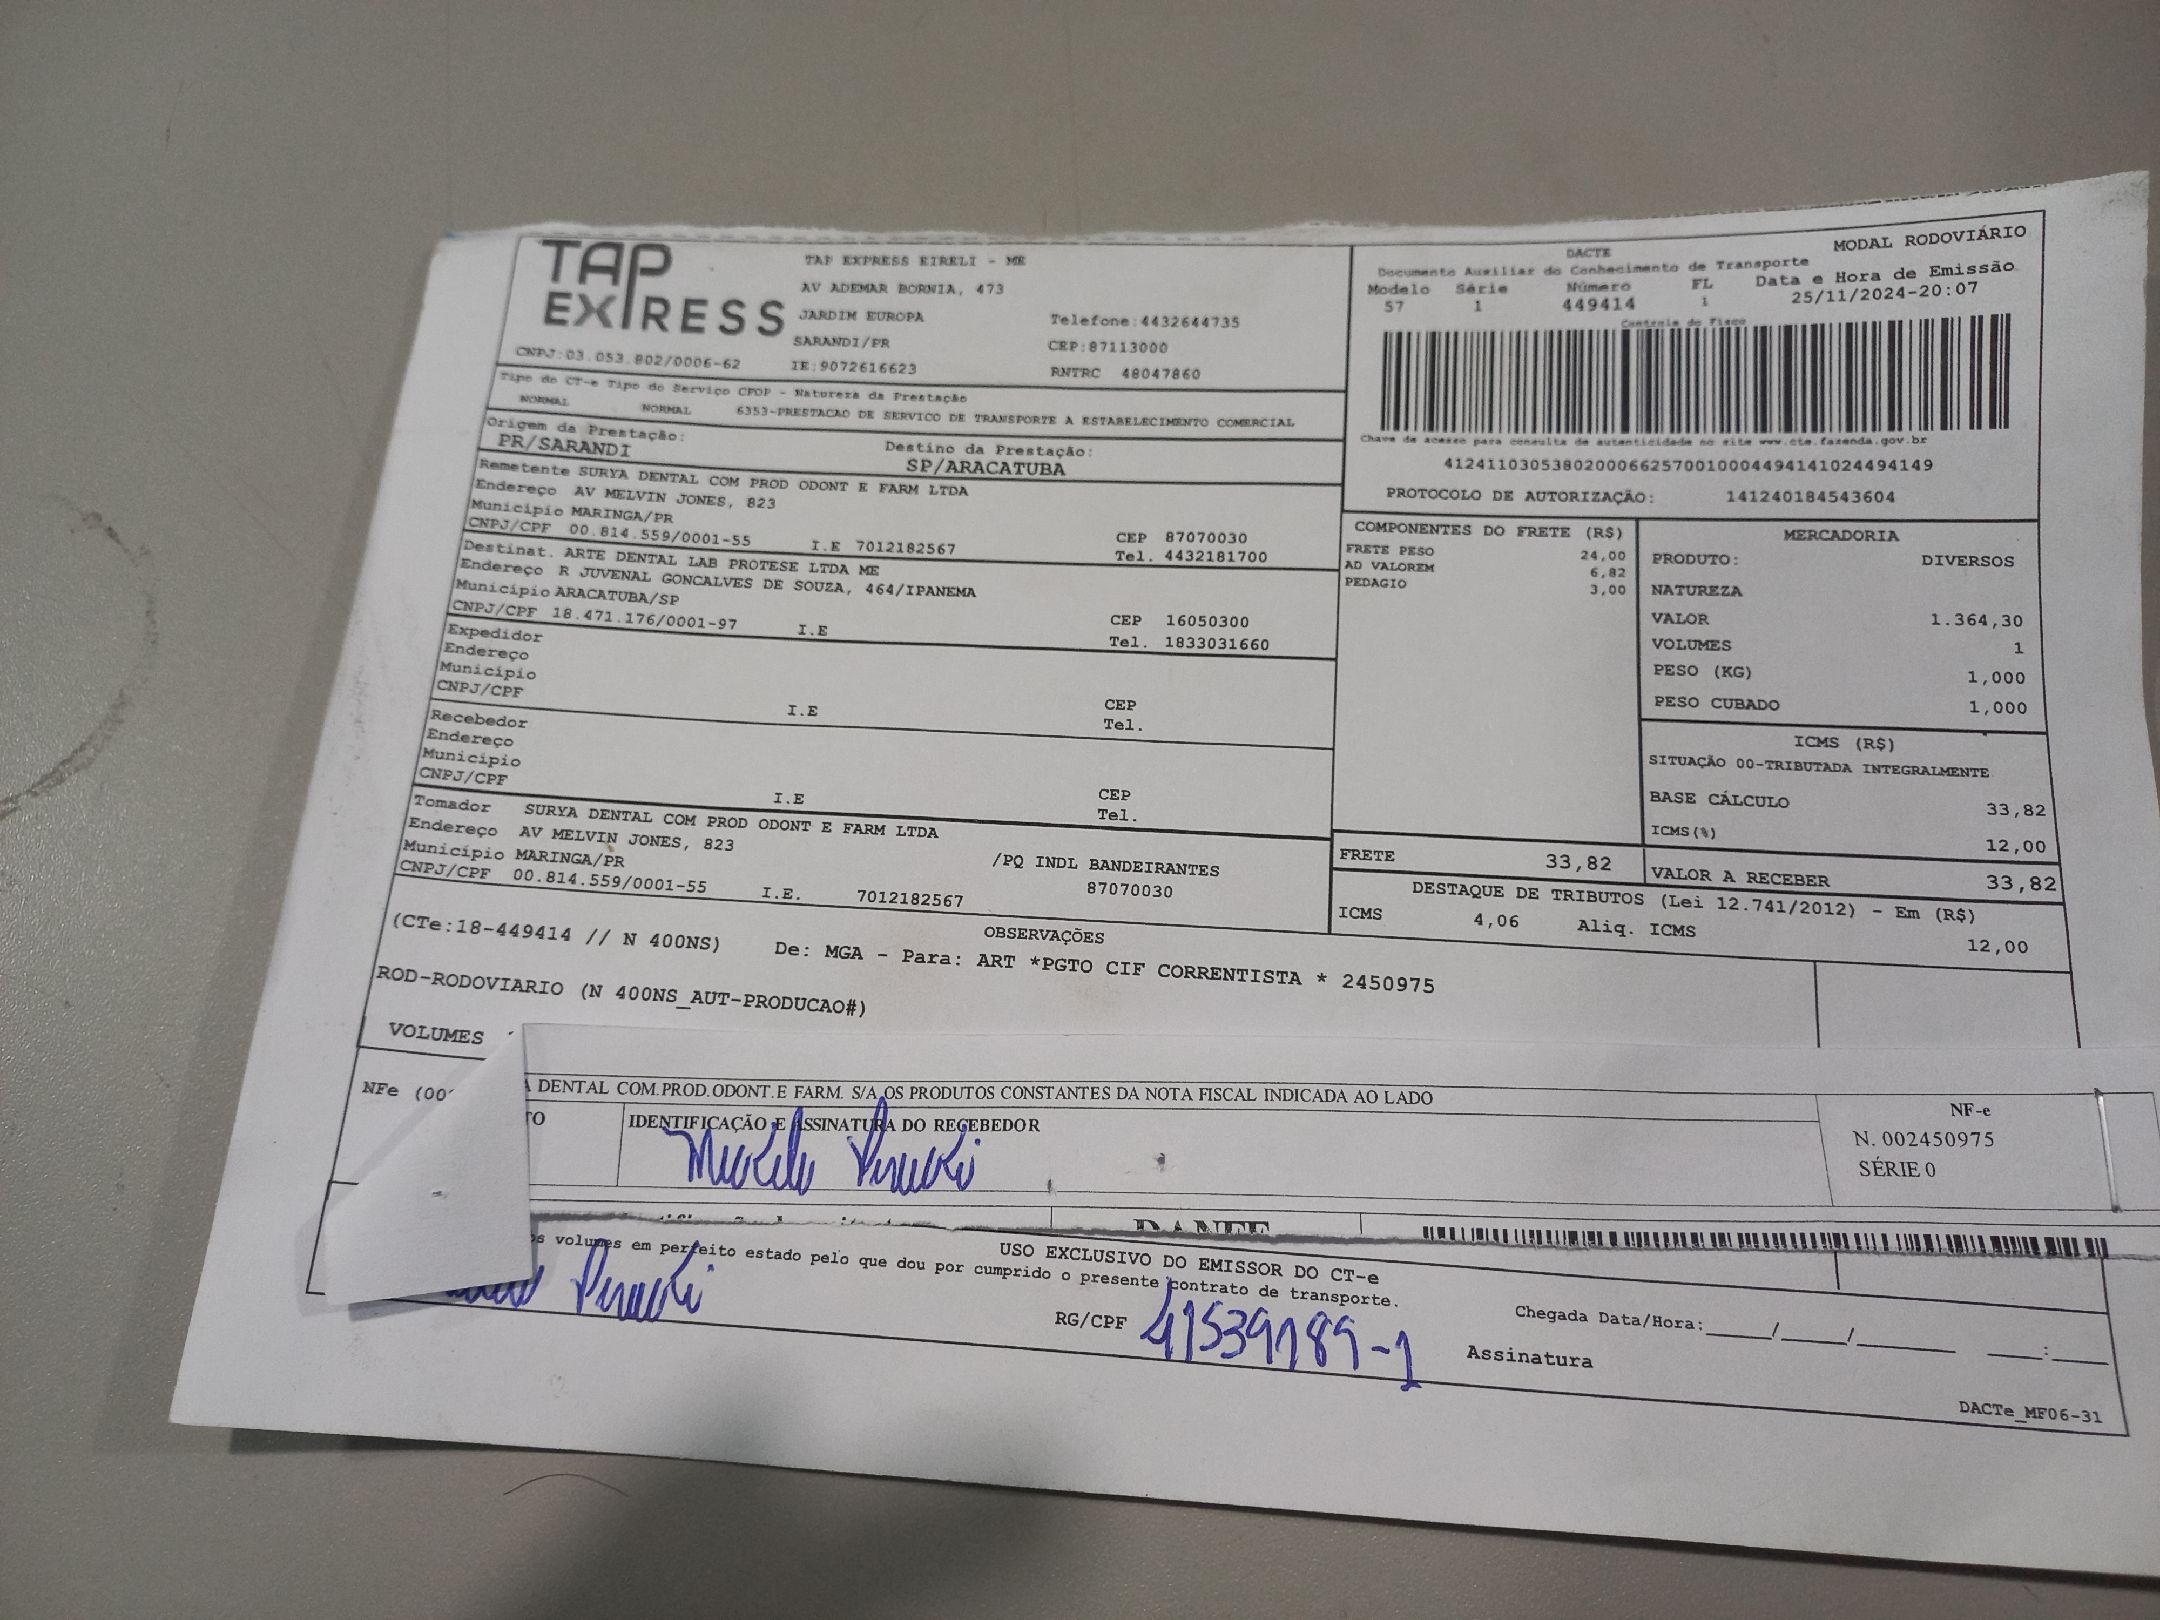 TAP EXPRESS
CNPJ:03.053.802/0006-62
TAP EXPRESS EIRELI - ME
AV ADEMAR BORNIA, 473
JARDIM EUROPA
SARANDI/PR
IE:9072616623
Telefone:4432644735
CEP:87113000
RNTRC 48047860
DACTE
MODAL RODOVIÁRIO
Documento Auxiliar do Conhecimento de Transporte
Modelo Série Número FL Data e Hora de Emissão
57 1 449414 1 25/11/2024-20:07
Controle do Fisco
Chave de acesso para consulta de autenticidade no site www.cte.fazenda.gov.br
41241103053802000662570010004494141024494149
PROTOCOLO DE AUTORIZAÇÃO: 141240184543604
Tipo do CT-e Tipo do Serviço CFOP - Natureza da Prestação
NORMAL NORMAL 6353-PRESTACAO DE SERVICO DE TRANSPORTE A ESTABELECIMENTO COMERCIAL
Origem da Prestação: Destino da Prestação:
PR/SARANDI SP/ARACATUBA
Remetente SURYA DENTAL COM PROD ODONT E FARM LTDA
Endereço AV MELVIN JONES, 823
Município MARINGA/PR CEP 87070030
CNPJ/CPF 00.814.559/0001-55 I.E 7012182567 Tel. 4432181700
Destinat. ARTE DENTAL LAB PROTESE LTDA ME
Endereço R JUVENAL GONCALVES DE SOUZA, 464/IPANEMA
Município ARACATUBA/SP CEP 16050300
CNPJ/CPF 18.471.176/0001-97 I.E Tel. 1833031660
Expedidor
Endereço
Município CEP
CNPJ/CPF I.E Tel.
Recebedor
Endereço
Município CEP
CNPJ/CPF I.E Tel.
Tomador SURYA DENTAL COM PROD ODONT E FARM LTDA
Endereço AV MELVIN JONES, 823 /PQ INDL BANDEIRANTES
Município MARINGA/PR 87070030
CNPJ/CPF 00.814.559/0001-55 I.E. 7012182567
COMPONENTES DO FRETE (R$)
FRETE PESO 24,00
AD VALOREM 6,82
PEDAGIO 3,00
MERCADORIA
PRODUTO: DIVERSOS
NATUREZA
VALOR 1.364,30
VOLUMES 1
PESO (KG) 1,000
PESO CUBADO 1,000
ICMS (R$)
SITUAÇÃO 00-TRIBUTADA INTEGRALMENTE
BASE CÁLCULO 33,82
ICMS(%) 12,00
FRETE 33,82 VALOR A RECEBER 33,82
DESTAQUE DE TRIBUTOS (Lei 12.741/2012) - Em (R$)
ICMS 4,06 Aliq. ICMS 12,00
OBSERVAÇÕES
(CTe:18-449414 // N 400NS) De: MGA - Para: ART *PGTO CIF CORRENTISTA * 2450975
ROD-RODOVIARIO (N 400NS_AUT-PRODUCAO#)
VOLUMES
NFe (00
A DENTAL COM.PROD.ODONT.E FARM. S/A OS PRODUTOS CONSTANTES DA NOTA FISCAL INDICADA AO LADO
TO IDENTIFICAÇÃO E ASSINATURA DO RECEBEDOR
NF-e
N. 002450975
SÉRIE 0
DANFE
USO EXCLUSIVO DO EMISSOR DO CT-e
os volumes em perfeito estado pelo que dou por cumprido o presente contrato de transporte.
RG/CPF 41539189-1
Chegada Data/Hora:_____/_____/_______ ____:____
Assinatura
DACTe_MF06-31